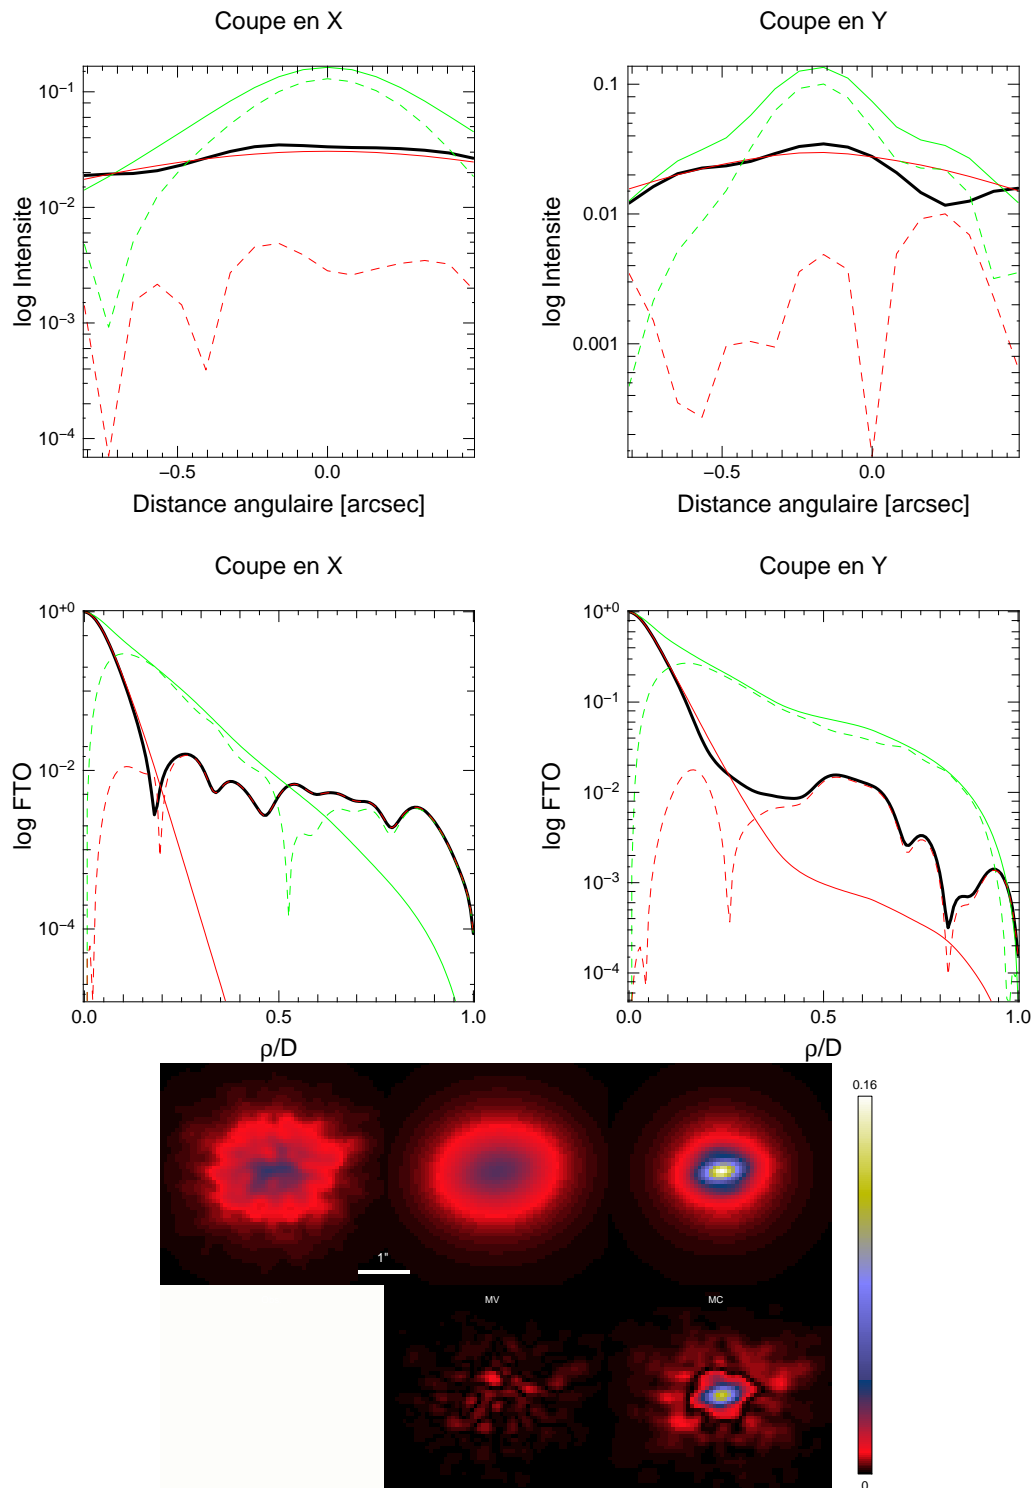 Coupe en X
Coupe en Y
log Intensite
10⁻¹
10⁻²
10⁻³
10⁻⁴
−0.5
0.0
Distance angulaire [arcsec]
log Intensite
0.1
0.01
0.001
−0.5
0.0
Distance angulaire [arcsec]
Coupe en X
Coupe en Y
log FTO
10⁺⁰
10⁻²
10⁻⁴
0.0
0.5
1.0
ρ/D
log FTO
10⁺⁰
10⁻¹
10⁻²
10⁻³
10⁻⁴
0.0
0.5
1.0
ρ/D
1"
MV
MC
0.16
0